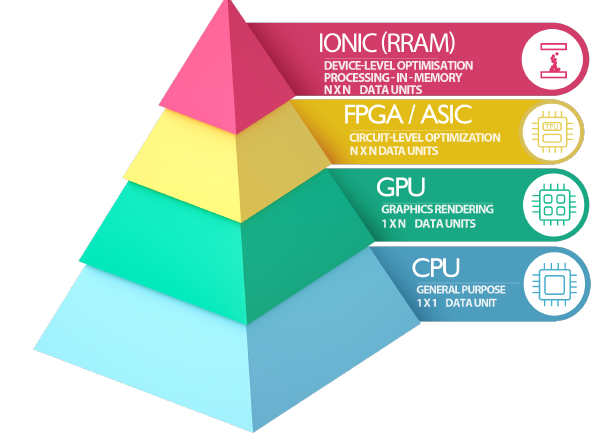 IONIC (RRAM)
DEVICE-LEVEL OPTIMISATION
PROCESSING - IN - MEMORY
N X N DATA UNITS
FPGA / ASIC
CIRCUIT-LEVEL OPTIMIZATION
N X N DATA UNITS
TPU
GPU
GRAPHICS RENDERING
1 X N DATA UNITS
CPU
GENERAL PURPOSE
1 X 1 DATA UNIT